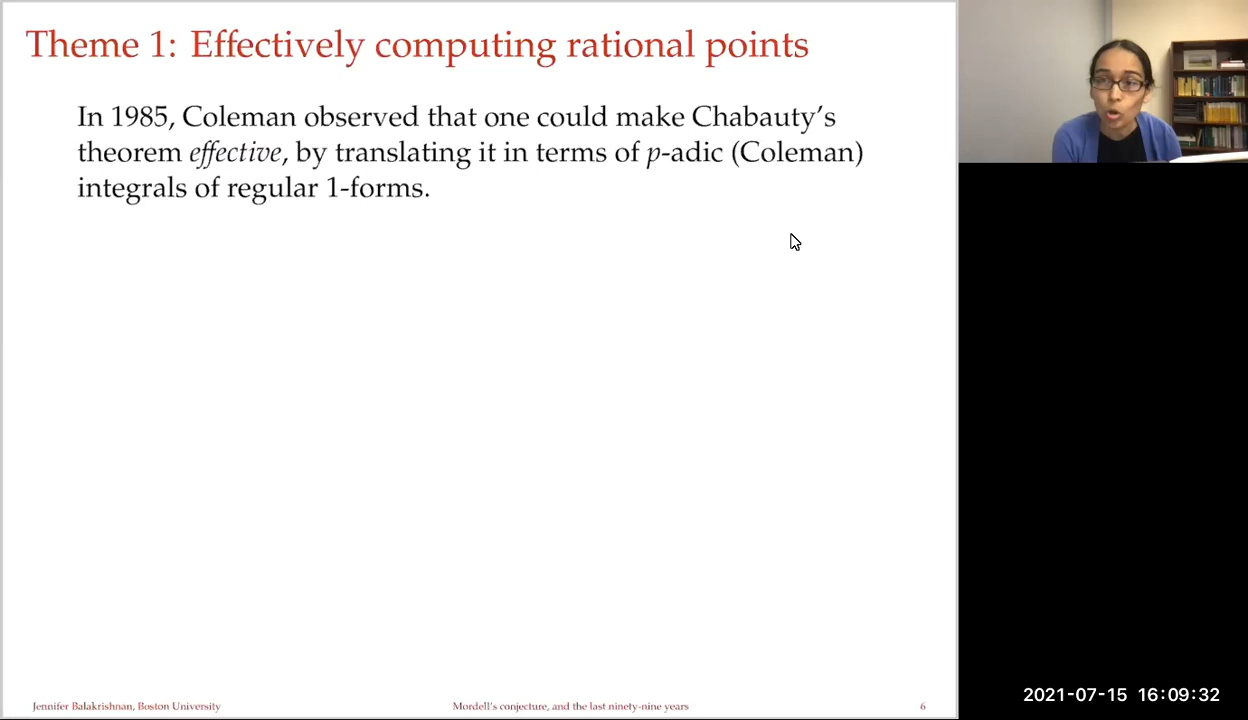 Theme 1: Effectively computing rational points
In 1985, Coleman observed that one could make Chabauty's
theorem effective, by translating it in terms of p-adic (Coleman)
integrals of regular 1-forms.
Jennifer Balakrishnan, Boston University
Mordell's conjecture, and the last ninety-nine years
6
2021-07-15 16:09:32